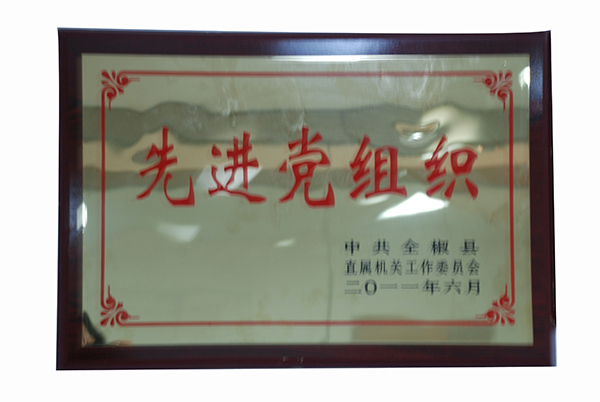 先进党组织
中共全椒县
直属机关工作委员会
二〇一一年六月